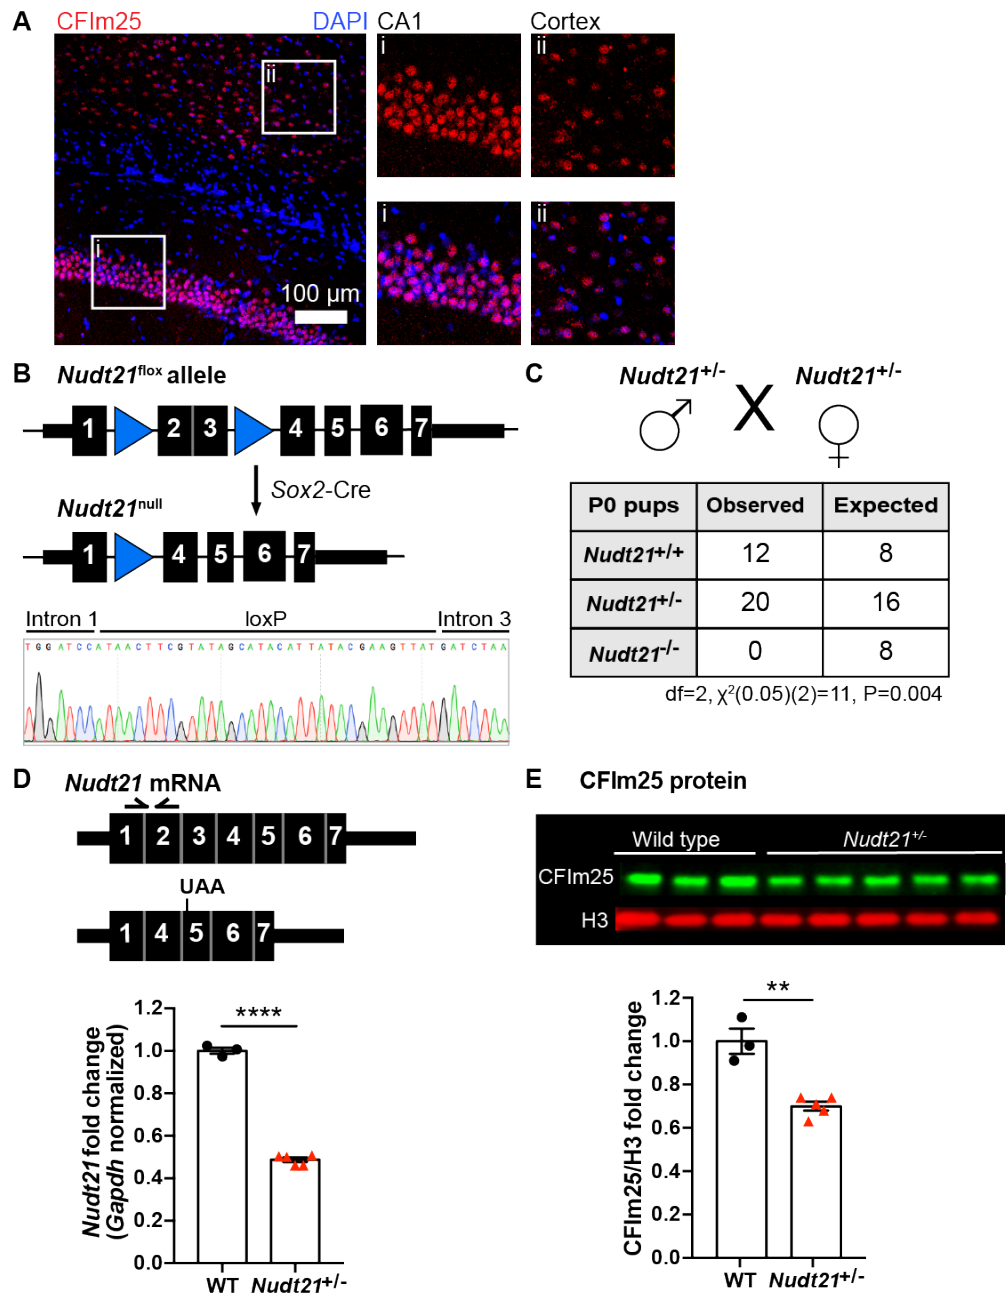 A
CFIm25 DAPI CA1 Cortex
i ii
ii
i
100 µm
i ii
B
Nudt21flox allele
1 2 3 4 5 6 7
Sox2-Cre
Nudt21null
1 4 5 6 7
Intron 1 loxP Intron 3
TGGATCCATAACTTCGTATAGCATACATTATACGAAGTTATGATCTAA
C
Nudt21+/- X Nudt21+/-
P0 pups Observed Expected
Nudt21+/+ 12 8
Nudt21+/- 20 16
Nudt21-/- 0 8
df=2, χ²(0.05)(2)=11, P=0.004
D
Nudt21 mRNA
1 2 3 4 5 6 7
UAA
1 4 5 6 7
Nudt21 fold change
(Gapdh normalized)
1.2
1.0
0.8
0.6
0.4
0.2
0.0
****
WT Nudt21+/-
E
CFIm25 protein
Wild type Nudt21+/-
CFIm25
H3
CFIm25/H3 fold change
1.2
1.0
0.8
0.6
0.4
0.2
0.0
**
WT Nudt21+/-